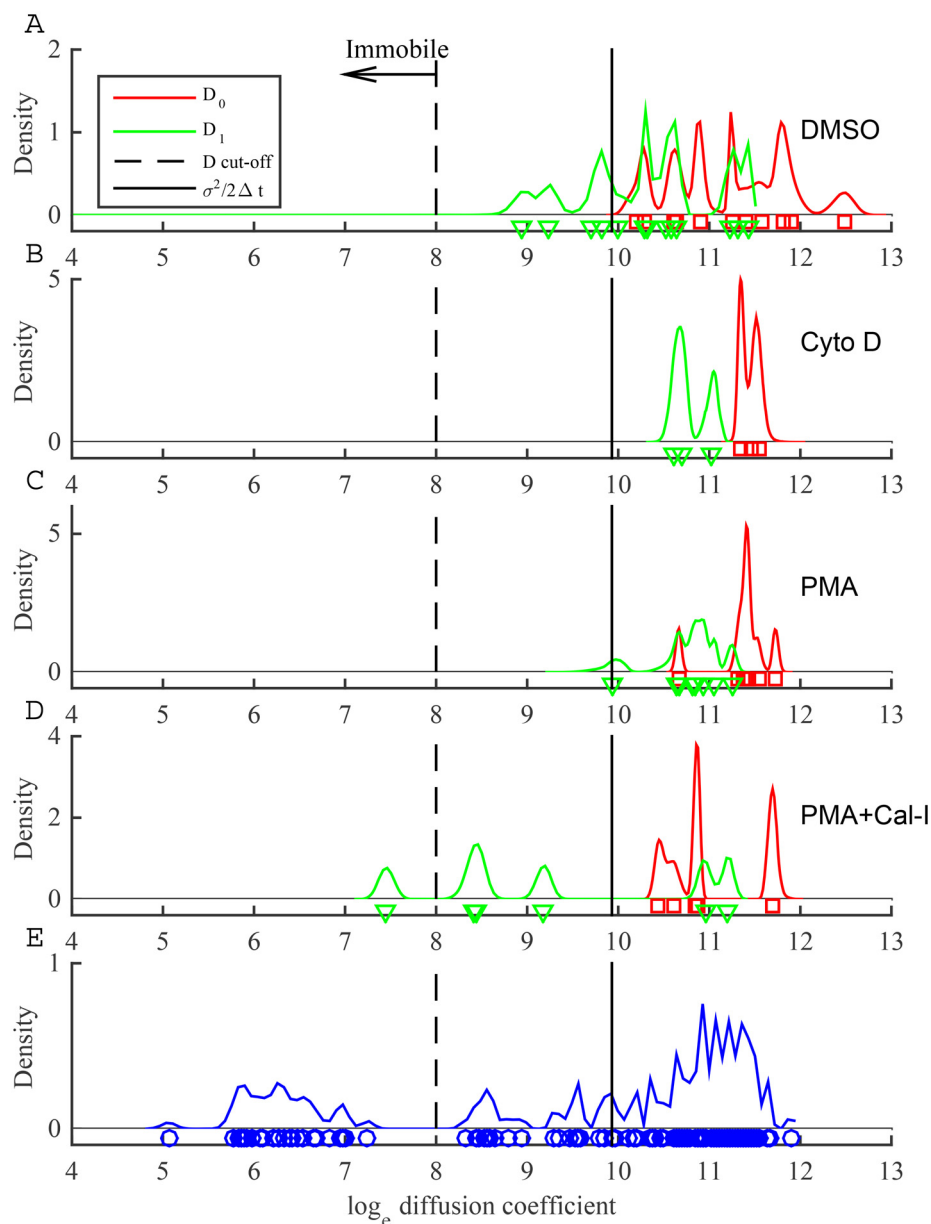 A
2
1
0
Density
Immobile
D0
D1
D cut-off
σ²/2Δ t
DMSO
4 5 6 7 8 9 10 11 12 13
B
5
0
Density
Cyto D
4 5 6 7 8 9 10 11 12 13
C
5
0
Density
PMA
4 5 6 7 8 9 10 11 12 13
D
4
2
0
Density
PMA+Cal-I
4 5 6 7 8 9 10 11 12 13
E
1
0
Density
4 5 6 7 8 9 10 11 12 13
loge diffusion coefficient